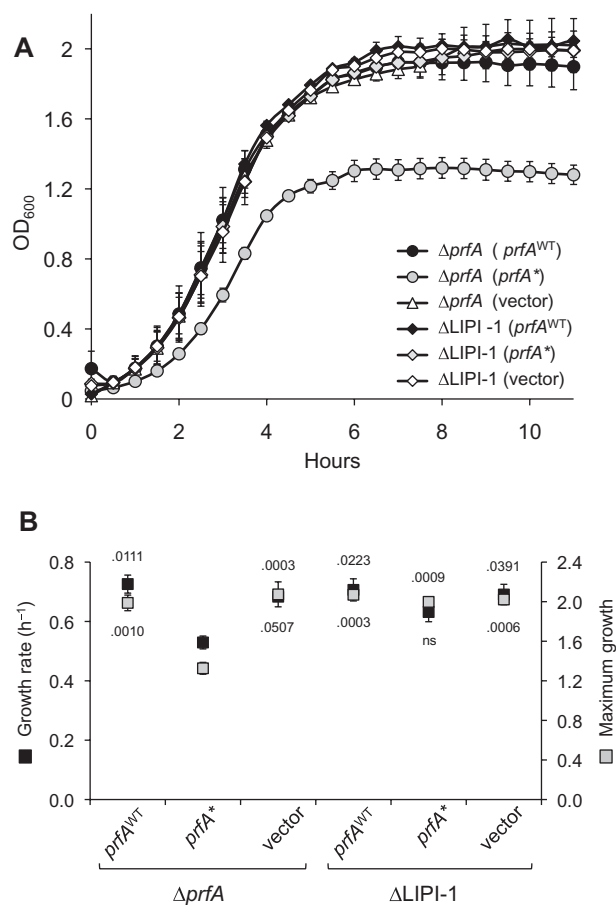 A
2
1.6
1.2
0.8
0.4
0
OD600
0 2 4 6 8 10
Hours
ΔprfA ( prfAWT)
ΔprfA (prfA*)
ΔprfA (vector)
ΔLIPI -1 (prfAWT)
ΔLIPI-1 (prfA*)
ΔLIPI-1 (vector)
B
0.8
0.6
0.4
0.2
0.0
Growth rate (h−1)
.0111 .0003 .0223 .0009 .0391
.0010 .0507 .0003 ns .0006
2.4
2.0
1.6
1.2
0.8
0.4
0.0
Maximum growth
prfAWT prfA* vector prfAWT prfA* vector
ΔprfA ΔLIPI-1